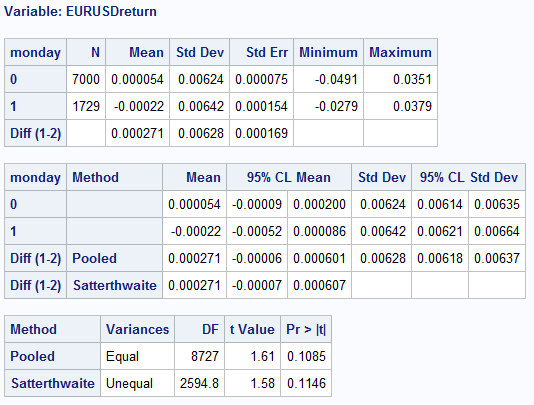 Variable: EURUSDreturn
monday N Mean Std Dev Std Err Minimum Maximum
0 7000 0.000054 0.00624 0.000075 -0.0491 0.0351
1 1729 -0.00022 0.00642 0.000154 -0.0279 0.0379
Diff (1-2) 0.000271 0.00628 0.000169
monday Method Mean 95% CL Mean Std Dev 95% CL Std Dev
0 0.000054 -0.00009 0.000200 0.00624 0.00614 0.00635
1 -0.00022 -0.00052 0.000086 0.00642 0.00621 0.00664
Diff (1-2) Pooled 0.000271 -0.00006 0.000601 0.00628 0.00618 0.00637
Diff (1-2) Satterthwaite 0.000271 -0.00007 0.000607
Method Variances DF t Value Pr > |t|
Pooled Equal 8727 1.61 0.1085
Satterthwaite Unequal 2594.8 1.58 0.1146